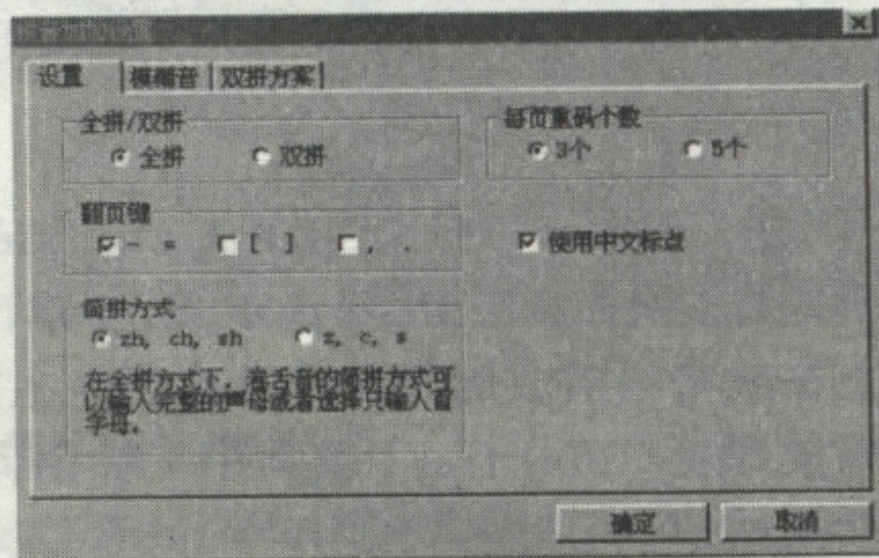 设置 模糊音 双拼方案
全拼/双拼
全拼 双拼
每页重码个数
3个 5个
翻页键
- = [ ] , .
使用中文标点
简拼方式
zh, ch, sh z, c, s
在全拼方式下，卷舌音的简拼方式可
以输入完整的声母或者选择只输入首
字母。
确定 取消